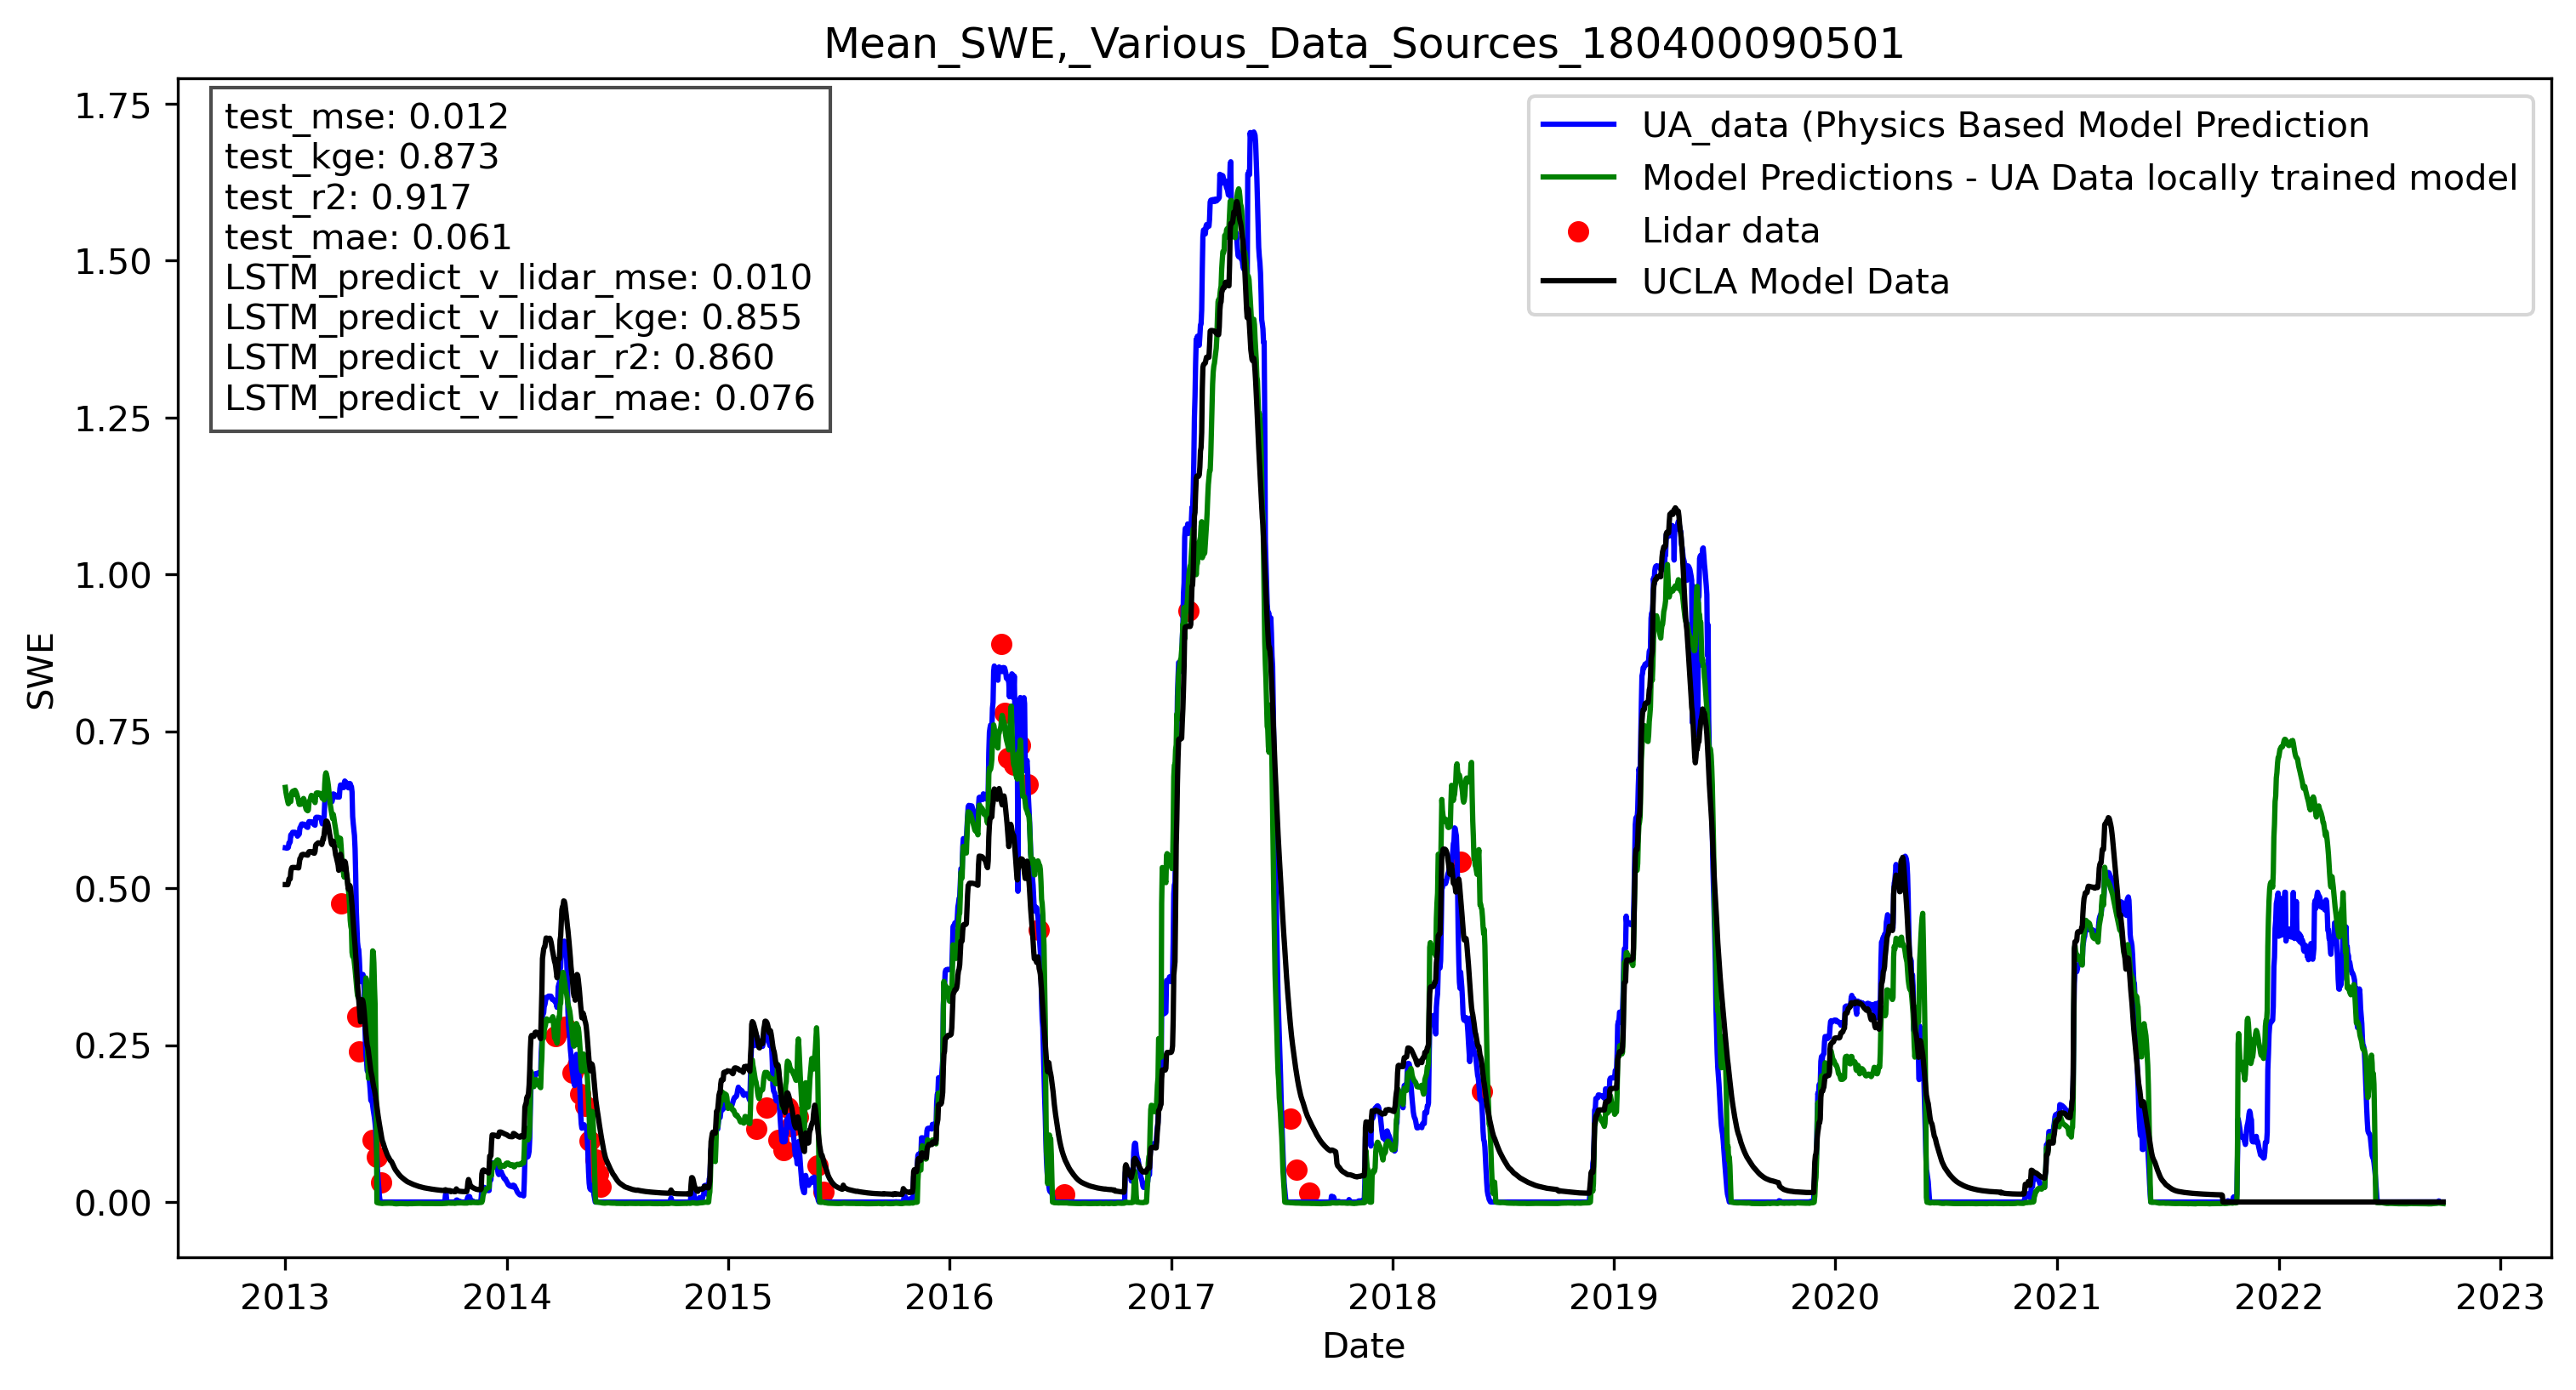 Mean_SWE,_Various_Data_Sources_180400090501
test_mse: 0.012
test_kge: 0.873
test_r2: 0.917
test_mae: 0.061
LSTM_predict_v_lidar_mse: 0.010
LSTM_predict_v_lidar_kge: 0.855
LSTM_predict_v_lidar_r2: 0.860
LSTM_predict_v_lidar_mae: 0.076
UA_data (Physics Based Model Prediction
Model Predictions - UA Data locally trained model
Lidar data
UCLA Model Data
SWE
1.75
1.50
1.25
1.00
0.75
0.50
0.25
0.00
2013 2014 2015 2016 2017 2018 2019 2020 2021 2022 2023
Date